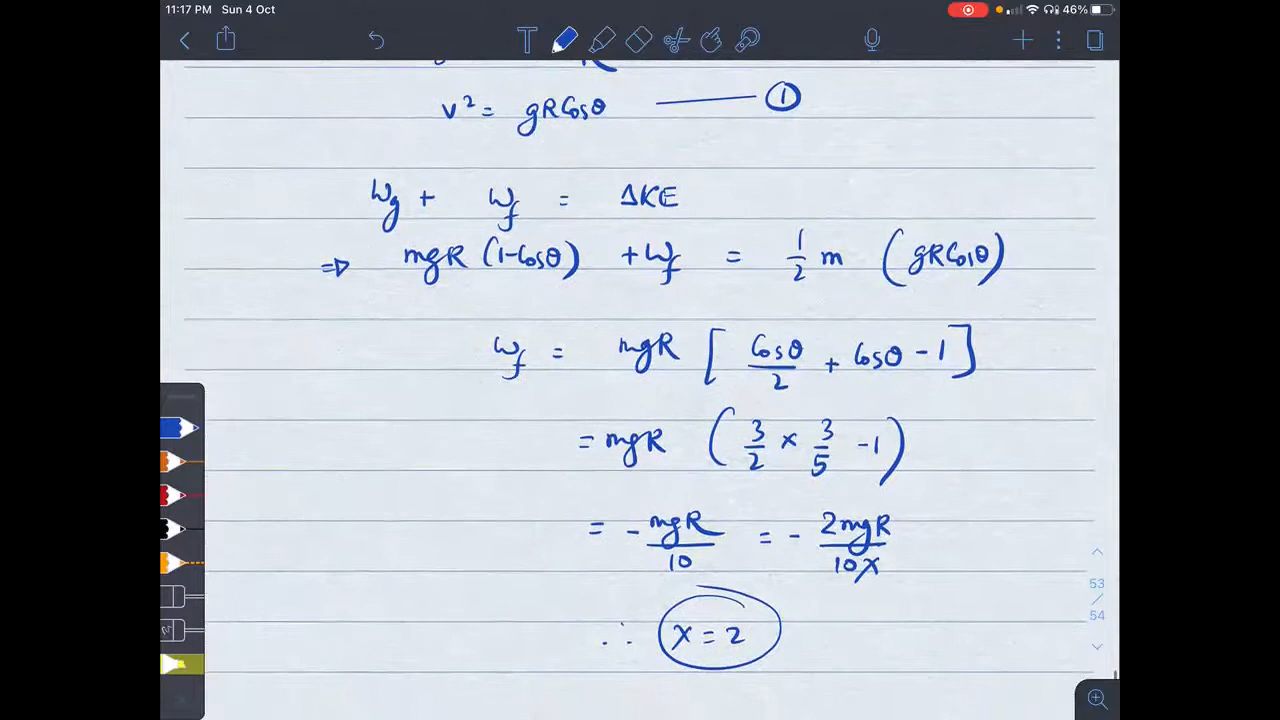 11:17 PM Sun 4 Oct 46%
R
v² = gRCosθ ——— ①
Wg + Wf = ΔKE
⇒ mgR (1-Cosθ) + Wf = 1/2 m (gRCosθ)
Wf = mgR [Cosθ/2 + Cosθ - 1]
= mgR (3/2 × 3/5 - 1)
= - mgR/10 = - 2mgR/10x
∴ x = 2
53
/
54